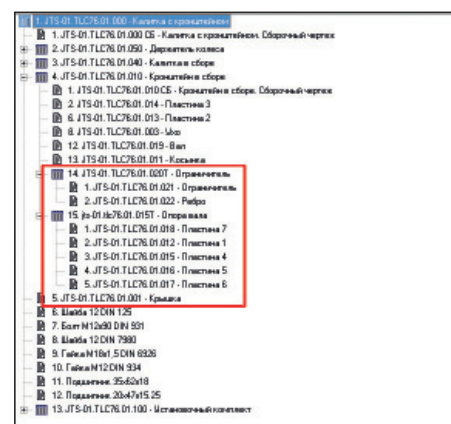 1. JTS-01.TLC76.01.000 - Калитка с кронштейном
1. JTS-01.TLC76.01.000 СБ - Калитка с кронштейном. Сборочный чертеж
2. JTS-01.TLC76.01.050 - Держатель колеса
3. JTS-01.TLC76.01.040 - Калитка в сборе
4. JTS-01.TLC76.01.010 - Кронштейн в сборе
1. JTS-01.TLC76.01.010 СБ - Кронштейн в сборе. Сборочный чертеж
2. JTS-01.TLC76.01.014 - Пластина 3
6. JTS-01.TLC76.01.013 - Пластина 2
8. JTS-01.TLC76.01.003 - Ухо
12. JTS-01.TLC76.01.019 - Вал
13. JTS-01.TLC76.01.011 - Косынка
14. JTS-01.TLC76.01.020T - Ограничитель
1. JTS-01.TLC76.01.021 - Ограничитель
2. JTS-01.TLC76.01.022 - Ребро
15. jts-01.tlc76.01.015T - Опора вала
1. JTS-01.TLC76.01.018 - Пластина 7
2. JTS-01.TLC76.01.012 - Пластина 1
3. JTS-01.TLC76.01.015 - Пластина 4
4. JTS-01.TLC76.01.016 - Пластина 5
5. JTS-01.TLC76.01.017 - Пластина 6
5. JTS-01.TLC76.01.001 - Крышка
6. Шайба 12 DIN 125
7. Болт M12x90 DIN 931
8. Шайба 12 DIN 7980
9. Гайка M18x1,5 DIN 6926
10. Гайка M12 DIN 934
11. Подшипник 35x62x18
12. Подшипник 20x47x15.25
13. JTS-01.TLC76.01.100 - Установочный комплект